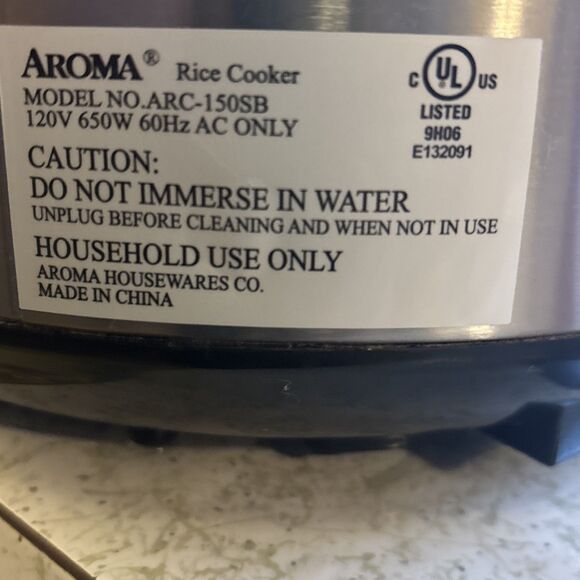 AROMA® Rice Cooker
MODEL NO.ARC-150SB
120V 650W 60Hz AC ONLY
C UL US
LISTED
9H06
E132091
CAUTION:
DO NOT IMMERSE IN WATER
UNPLUG BEFORE CLEANING AND WHEN NOT IN USE
HOUSEHOLD USE ONLY
AROMA HOUSEWARES CO.
MADE IN CHINA